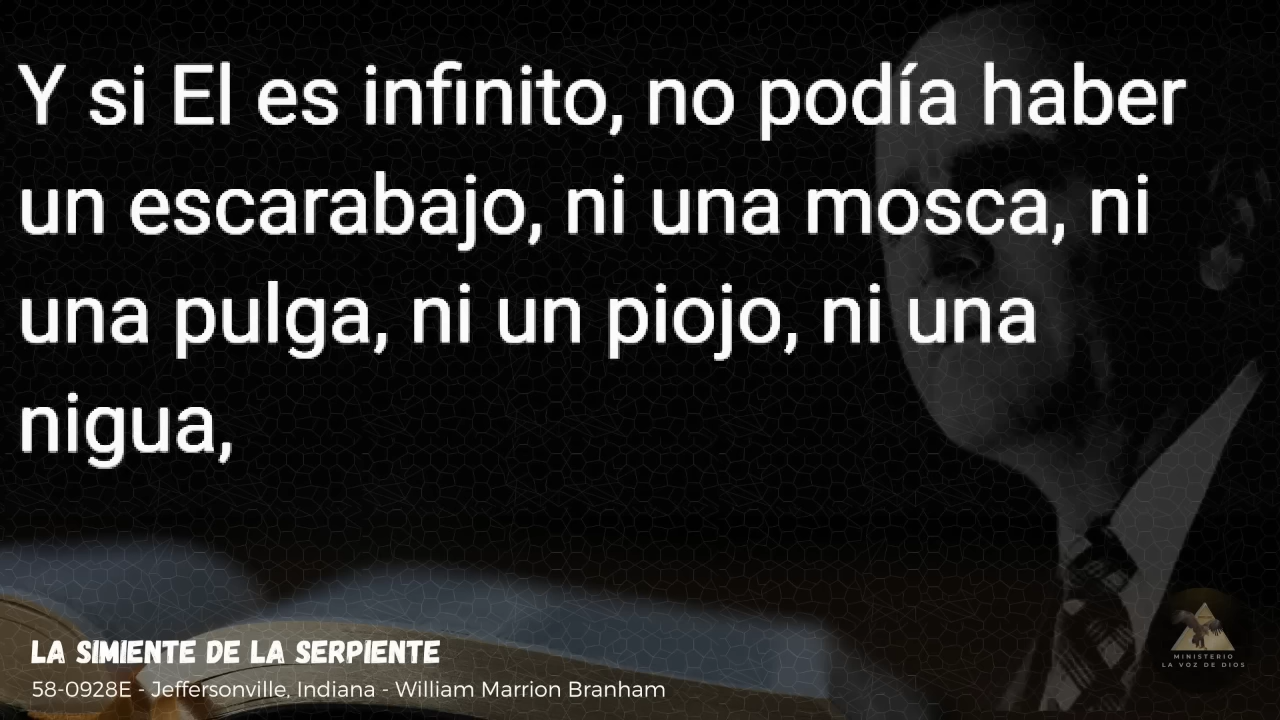 Y si El es infinito, no podía haber
un escarabajo, ni una mosca, ni
una pulga, ni un piojo, ni una
nigua,
LA SIMIENTE DE LA SERPIENTE
58-0928E - Jeffersonville, Indiana - William Marrion Branham
MINISTERIO
LA VOZ DE DIOS